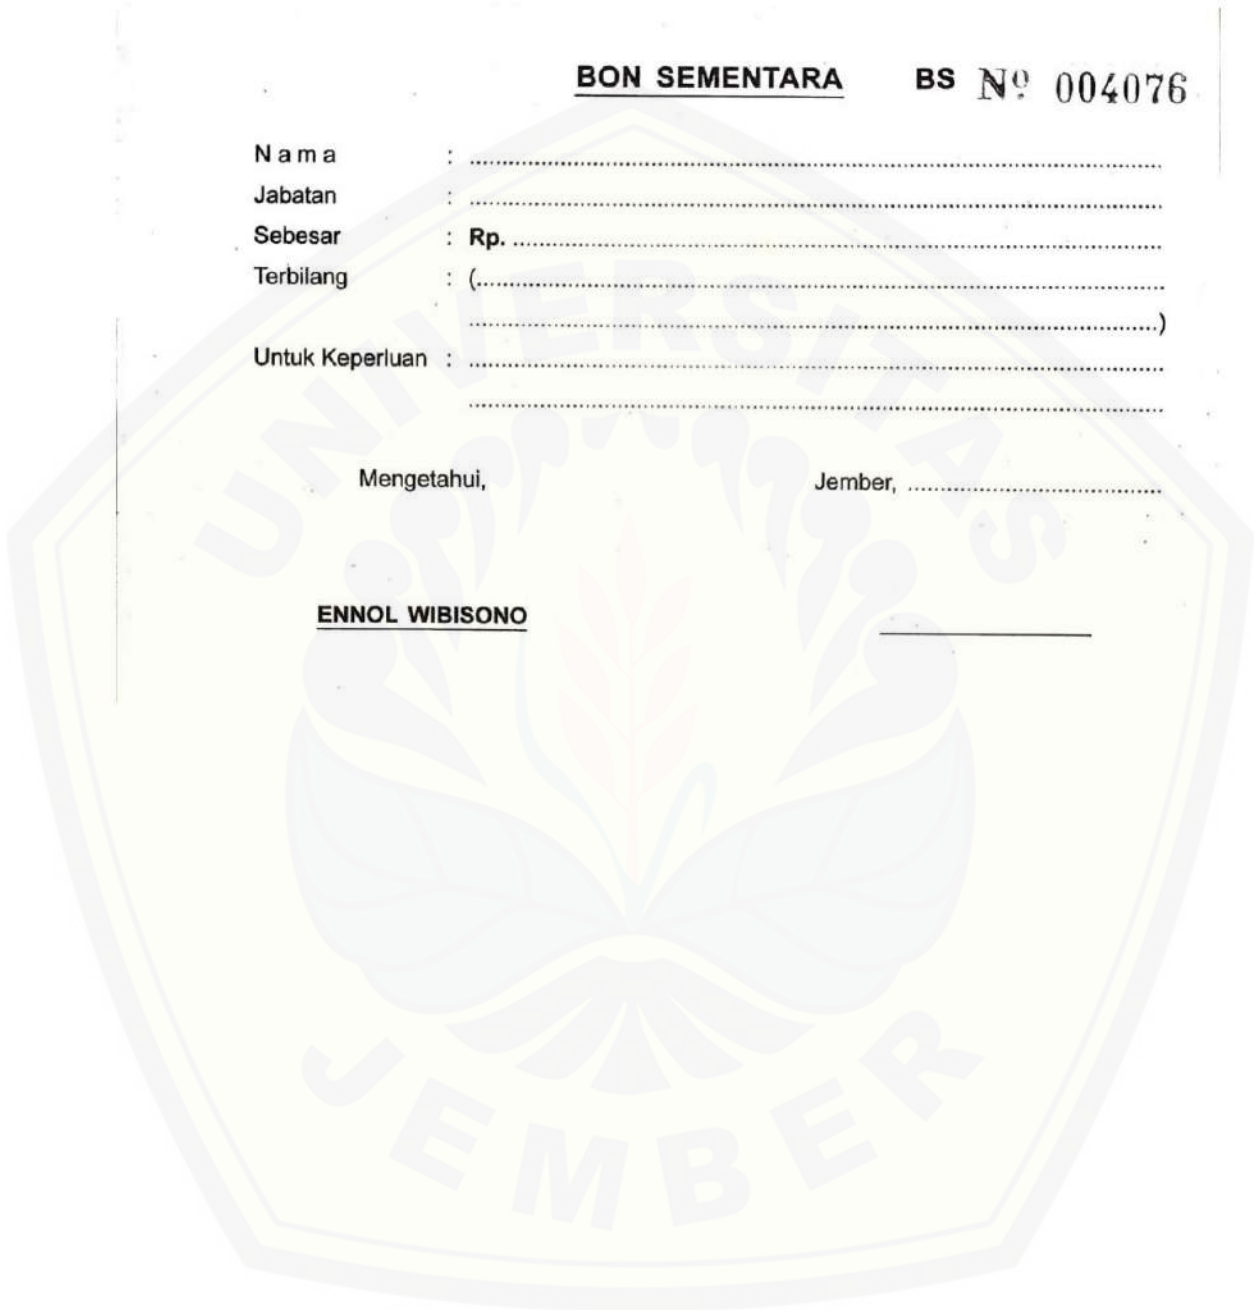 BON SEMENTARA BS Nº 004076
Nama : ........................................
Jabatan : ........................................
Sebesar : Rp. ........................................
Terbilang : (........................................
........................................)
Untuk Keperluan : ........................................
........................................
Mengetahui, Jember, ..............................
ENNOL WIBISONO
UNIVERSITAS
JEMBER